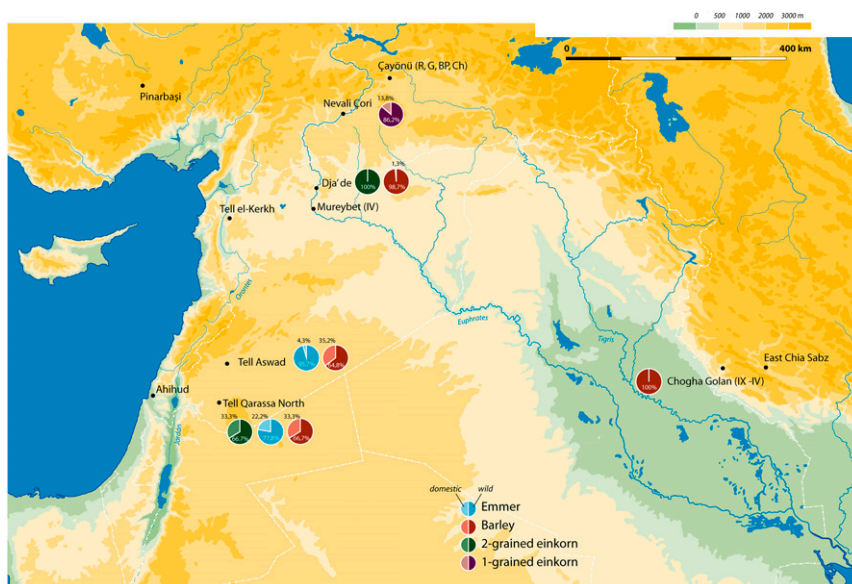 0 500 1000 2000 3000 m
0 400 km
Çayönü (R, G, BP, Ch)
Pinarbaşi
13,8%
Nevali Çori
86,2%
1,3%
Dja'de
100%
98,7%
Mureybet (IV)
Tell el-Kerkh
Orontes
Euphrates
Tigris
4,3% 35,2%
Tell Aswad
95,7%
64,8%
East Chia Sabz
100%
Chogha Golan (IX -IV)
Ahihud
Tell Qarassa North
33,3% 22,2% 33,3%
66,7% 77,8% 66,7%
Jordan
domestic wild
Emmer
Barley
2-grained einkorn
1-grained einkorn